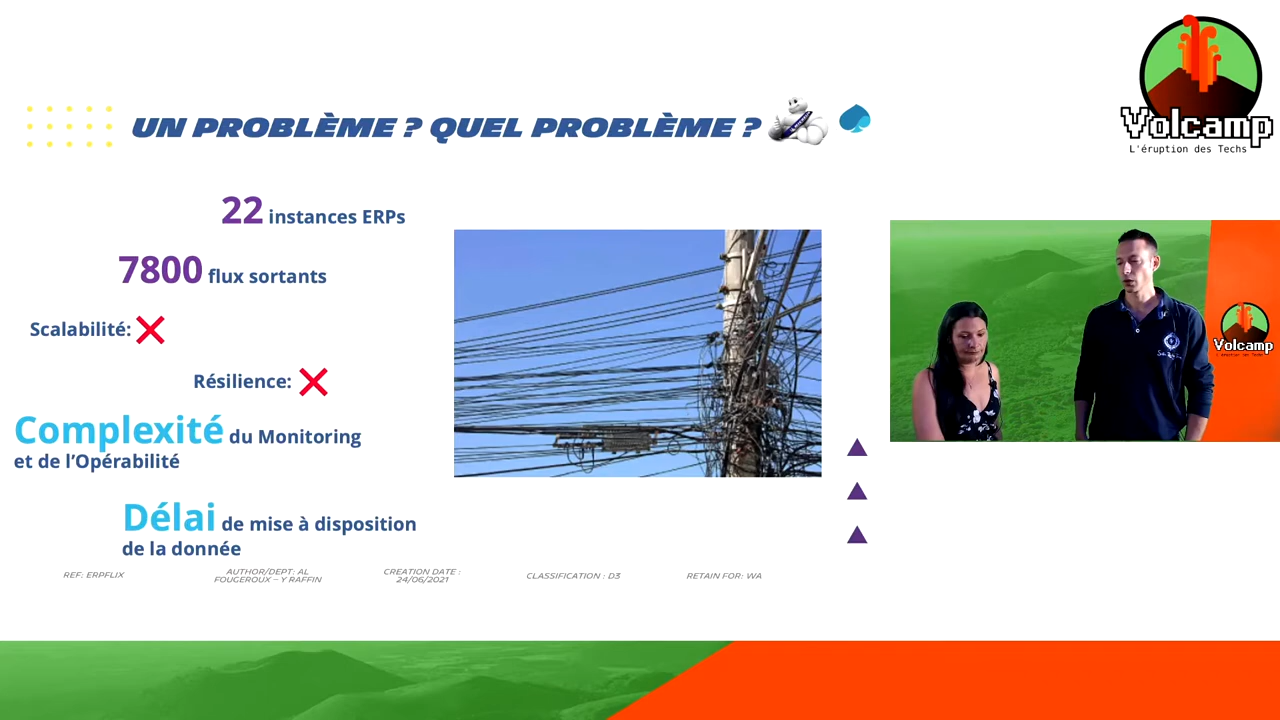 UN PROBLÈME ? QUEL PROBLÈME ?
Volcamp
L'éruption des Techs
22 instances ERPs
7800 flux sortants
Scalabilité:
Résilience:
Complexité du Monitoring
et de l'Opérabilité
Délai de mise à disposition
de la donnée
Volcamp
REF: ERPFLIX
AUTHOR/DEPT: AL
FOUGEROUX – Y RAFFIN
CREATION DATE :
24/06/2021
CLASSIFICATION : D3
RETAIN FOR: WA